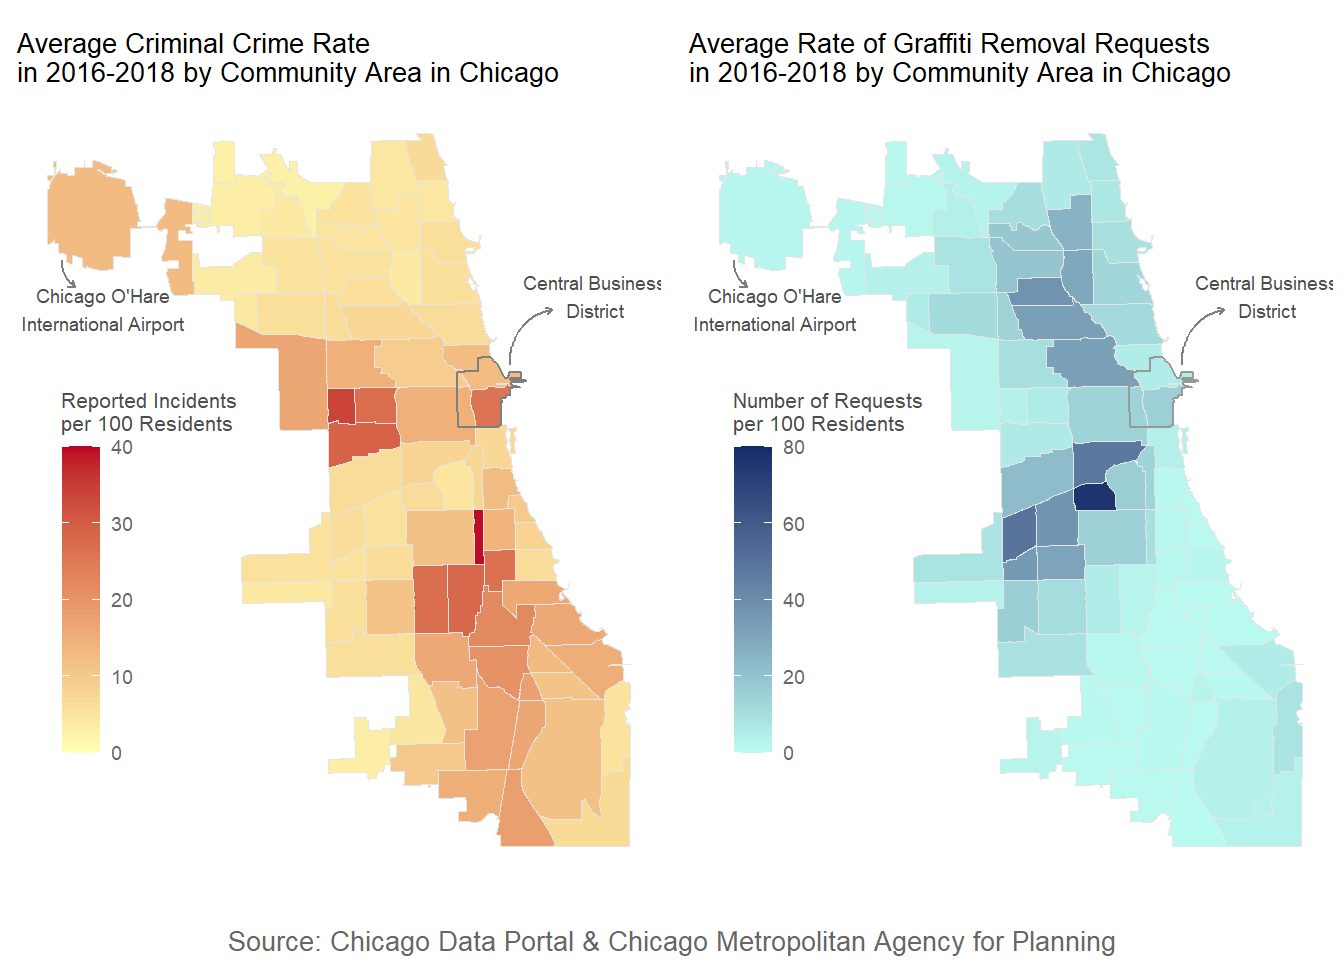 Average Criminal Crime Rate
in 2016-2018 by Community Area in Chicago
Chicago O'Hare
International Airport
Central Business
District
Reported Incidents
per 100 Residents
40
30
20
10
0
Average Rate of Graffiti Removal Requests
in 2016-2018 by Community Area in Chicago
Chicago O'Hare
International Airport
Central Business
District
Number of Requests
per 100 Residents
80
60
40
20
0
Source: Chicago Data Portal & Chicago Metropolitan Agency for Planning